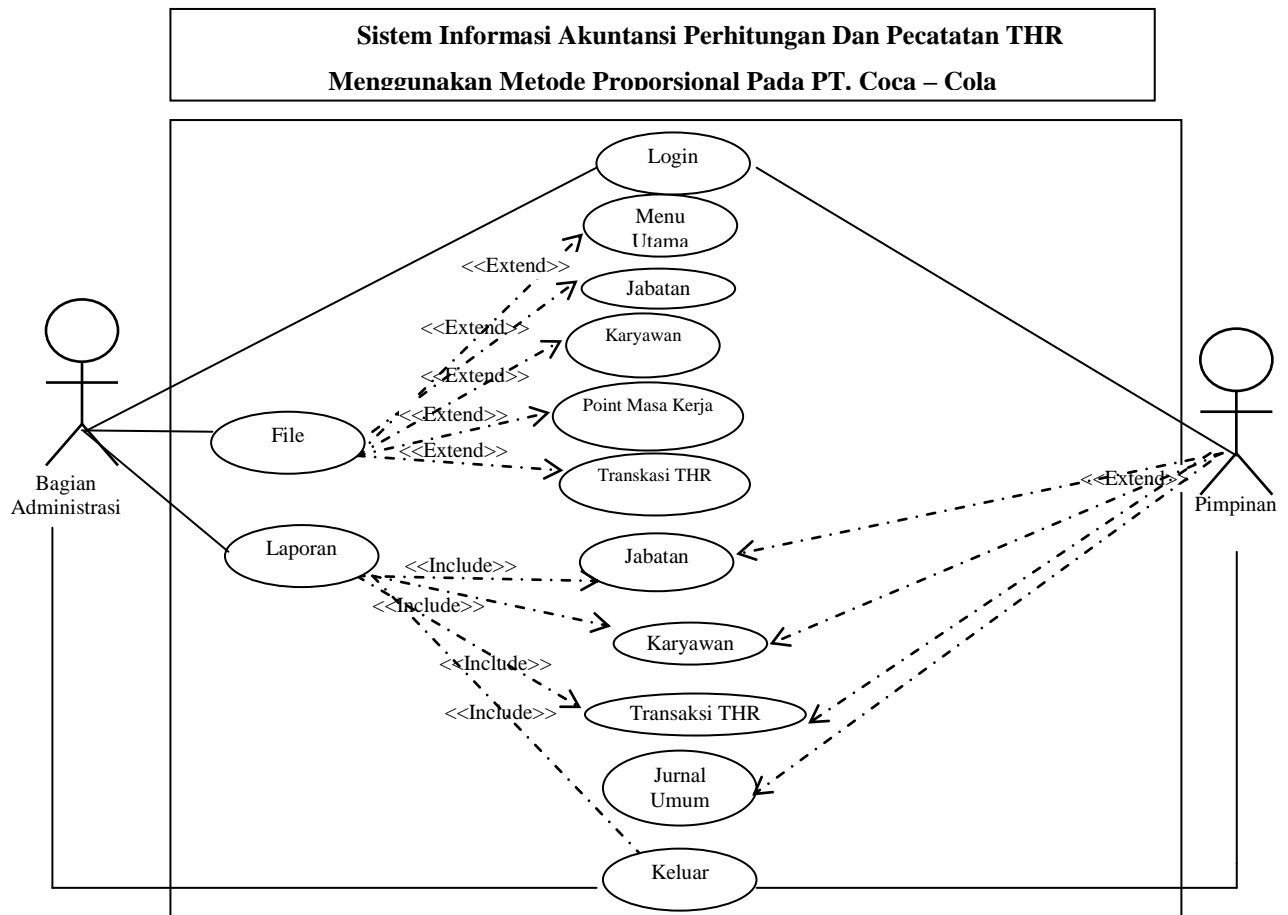 Sistem Informasi Akuntansi Perhitungan Dan Pecatatan THR
Menggunakan Metode Proporsional Pada PT. Coca – Cola
Login
Menu
Utama
<<Extend>>
Jabatan
<<Extend>>
Karyawan
<<Extend>>
Point Masa Kerja
<<Extend>>
File
<<Extend>>
Transkasi THR
Bagian
Administrasi
<<Extend>>
Pimpinan
Laporan
Jabatan
<<Include>>
<<Include>>
Karyawan
<<Include>>
Transaksi THR
<<Include>>
Jurnal
Umum
Keluar